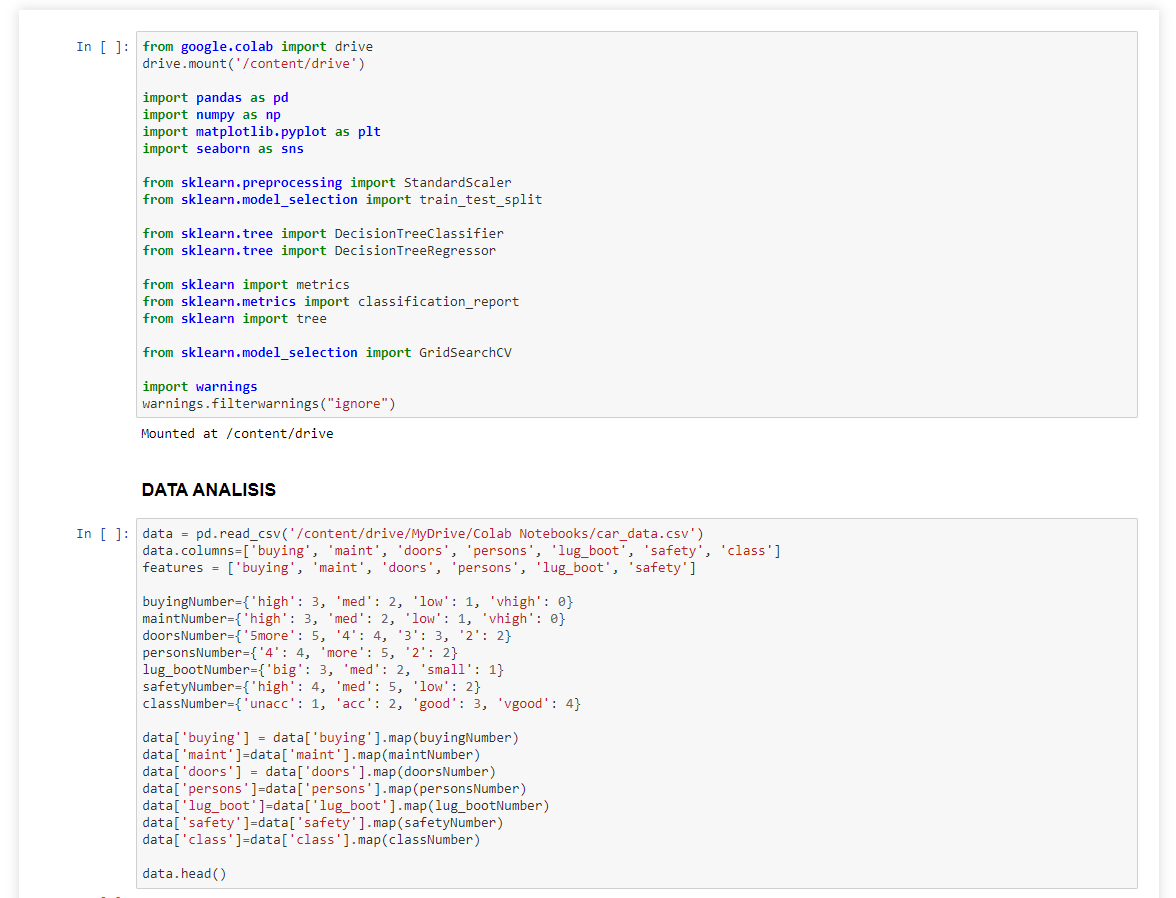 In [ ]: from google.colab import drive
drive.mount('/content/drive')
import pandas as pd
import numpy as np
import matplotlib.pyplot as plt
import seaborn as sns
from sklearn.preprocessing import StandardScaler
from sklearn.model_selection import train_test_split
from sklearn.tree import DecisionTreeClassifier
from sklearn.tree import DecisionTreeRegressor
from sklearn import metrics
from sklearn.metrics import classification_report
from sklearn import tree
from sklearn.model_selection import GridSearchCV
import warnings
warnings.filterwarnings("ignore")
Mounted at /content/drive
DATA ANALISIS
In [ ]: data = pd.read_csv('/content/drive/MyDrive/Colab Notebooks/car_data.csv')
data.columns=['buying', 'maint', 'doors', 'persons', 'lug_boot', 'safety', 'class']
features = ['buying', 'maint', 'doors', 'persons', 'lug_boot', 'safety']
buyingNumber={'high': 3, 'med': 2, 'low': 1, 'vhigh': 0}
maintNumber={'high': 3, 'med': 2, 'low': 1, 'vhigh': 0}
doorsNumber={'5more': 5, '4': 4, '3': 3, '2': 2}
personsNumber={'4': 4, 'more': 5, '2': 2}
lug_bootNumber={'big': 3, 'med': 2, 'small': 1}
safetyNumber={'high': 4, 'med': 5, 'low': 2}
classNumber={'unacc': 1, 'acc': 2, 'good': 3, 'vgood': 4}
data['buying'] = data['buying'].map(buyingNumber)
data['maint']=data['maint'].map(maintNumber)
data['doors'] = data['doors'].map(doorsNumber)
data['persons']=data['persons'].map(personsNumber)
data['lug_boot']=data['lug_boot'].map(lug_bootNumber)
data['safety']=data['safety'].map(safetyNumber)
data['class']=data['class'].map(classNumber)
data.head()